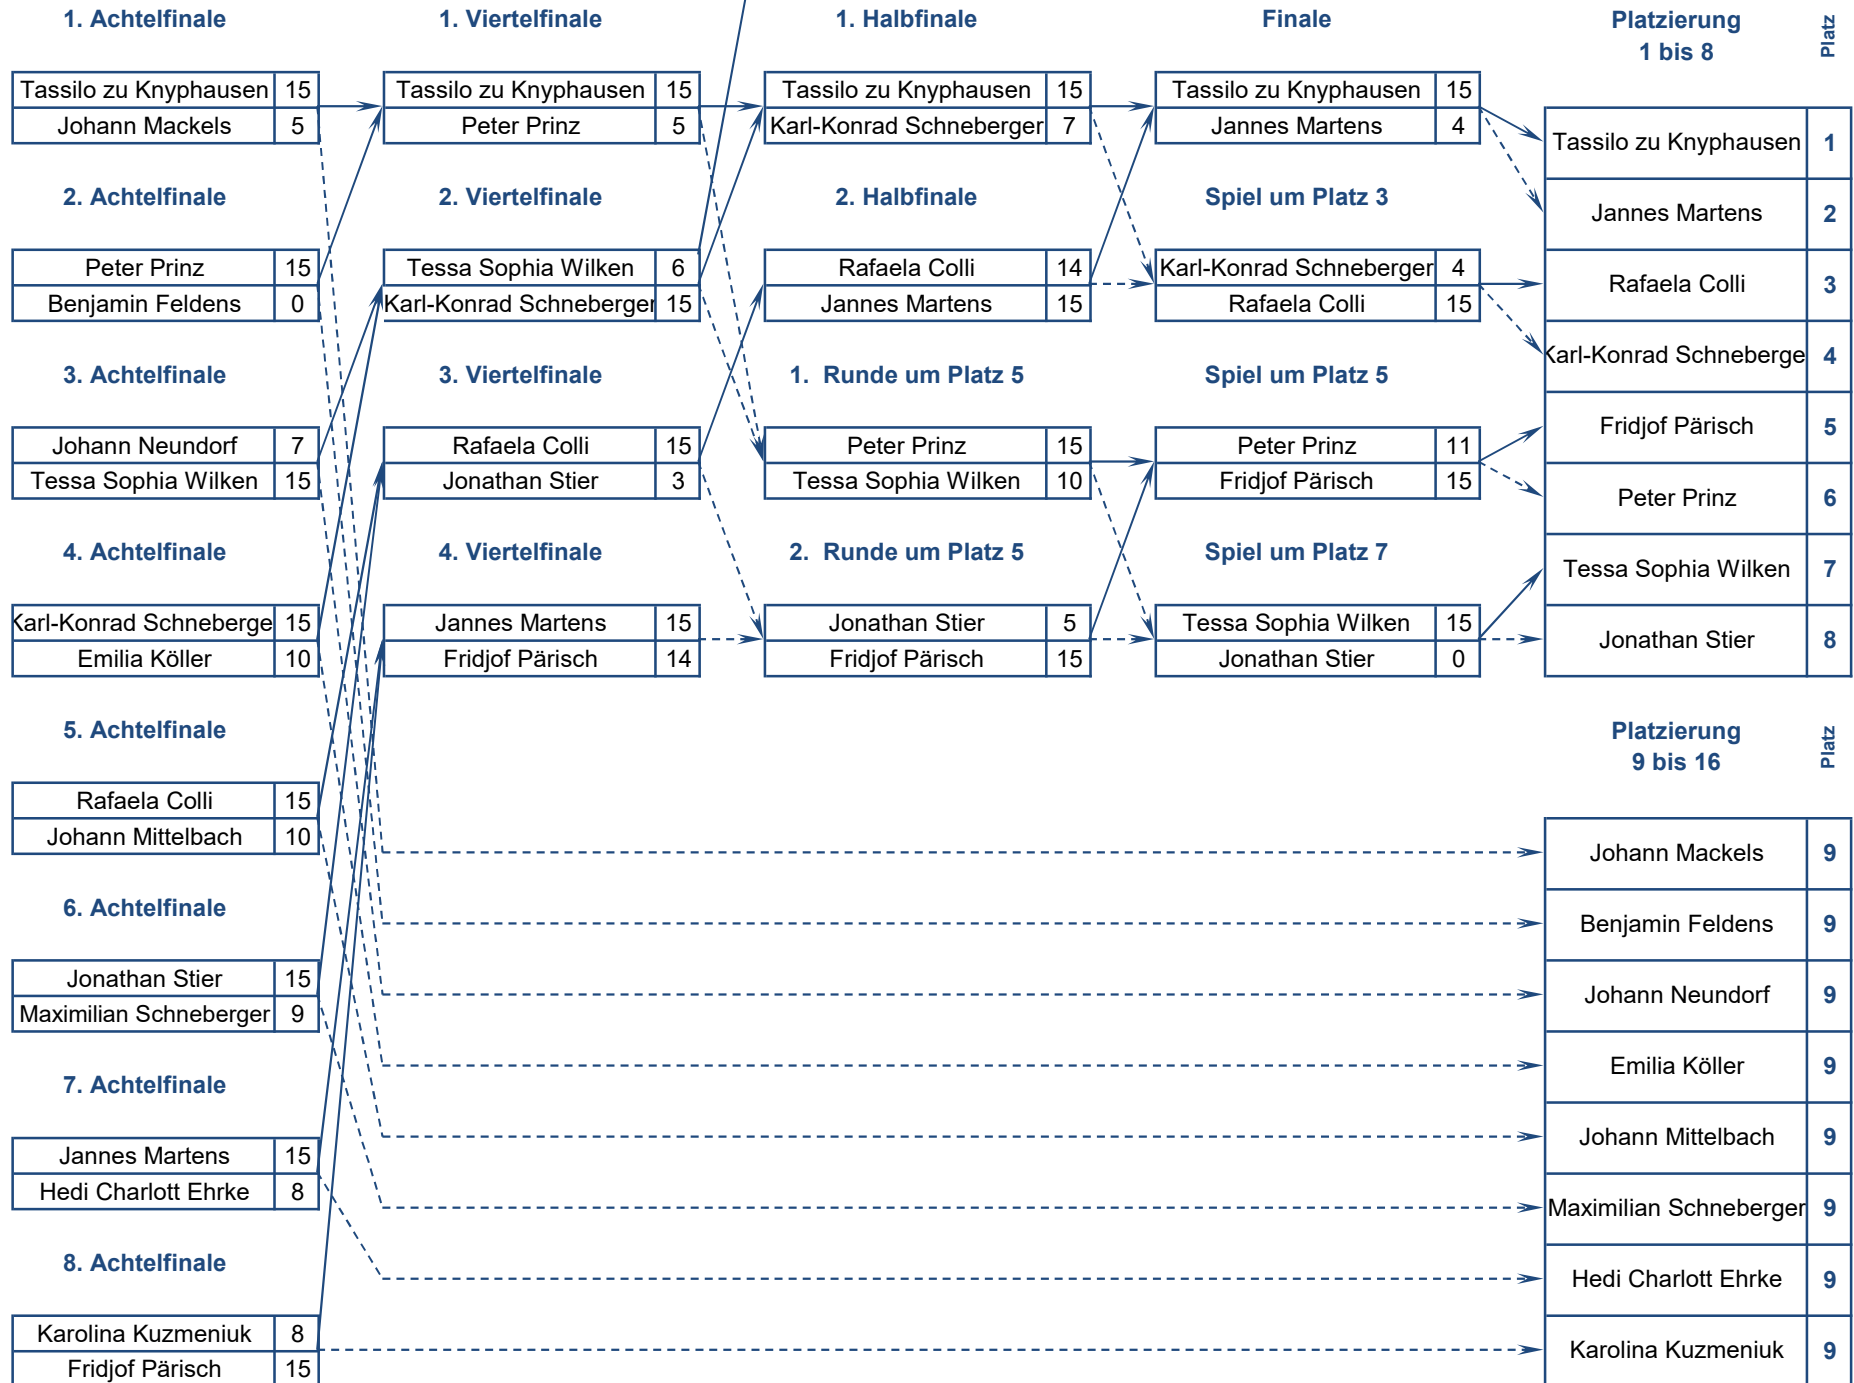 1. Achtelfinale 1. Viertelfinale 1. Halbfinale Finale Platzierung Platz
1 bis 8
Tassilo zu Knyphausen 15 Tassilo zu Knyphausen 15 Tassilo zu Knyphausen 15 Tassilo zu Knyphausen 15
Johann Mackels 5 Peter Prinz 5 Karl-Konrad Schneberger 7 Jannes Martens 4
Tassilo zu Knyphausen 1
2. Achtelfinale 2. Viertelfinale 2. Halbfinale Spiel um Platz 3
Jannes Martens 2
Peter Prinz 15 Tessa Sophia Wilken 6 Rafaela Colli 14 Karl-Konrad Schneberger 4
Rafaela Colli 3
Benjamin Feldens 0 Karl-Konrad Schneberger 15 Jannes Martens 15 Rafaela Colli 15
Karl-Konrad Schneberge 4
3. Achtelfinale 3. Viertelfinale 1. Runde um Platz 5 Spiel um Platz 5
Fridjof Pärisch 5
Johann Neundorf 7 Rafaela Colli 15 Peter Prinz 15 Peter Prinz 11
Tessa Sophia Wilken 15 Jonathan Stier 3 Tessa Sophia Wilken 10 Fridjof Pärisch 15
Peter Prinz 6
4. Achtelfinale 4. Viertelfinale 2. Runde um Platz 5 Spiel um Platz 7
Tessa Sophia Wilken 7
Karl-Konrad Schneberge 15 Jannes Martens 15 Jonathan Stier 5 Tessa Sophia Wilken 15
Jonathan Stier 8
Emilia Köller 10 Fridjof Pärisch 14 Fridjof Pärisch 15 Jonathan Stier 0
5. Achtelfinale Platzierung Platz
9 bis 16
Rafaela Colli 15
Johann Mittelbach 10
Johann Mackels 9
6. Achtelfinale
Benjamin Feldens 9
Jonathan Stier 15
Johann Neundorf 9
Maximilian Schneberger 9
Emilia Köller 9
7. Achtelfinale
Johann Mittelbach 9
Jannes Martens 15
Hedi Charlott Ehrke 8
Maximilian Schneberger 9
8. Achtelfinale
Hedi Charlott Ehrke 9
Karolina Kuzmeniuk 8
Karolina Kuzmeniuk 9
Fridjof Pärisch 15